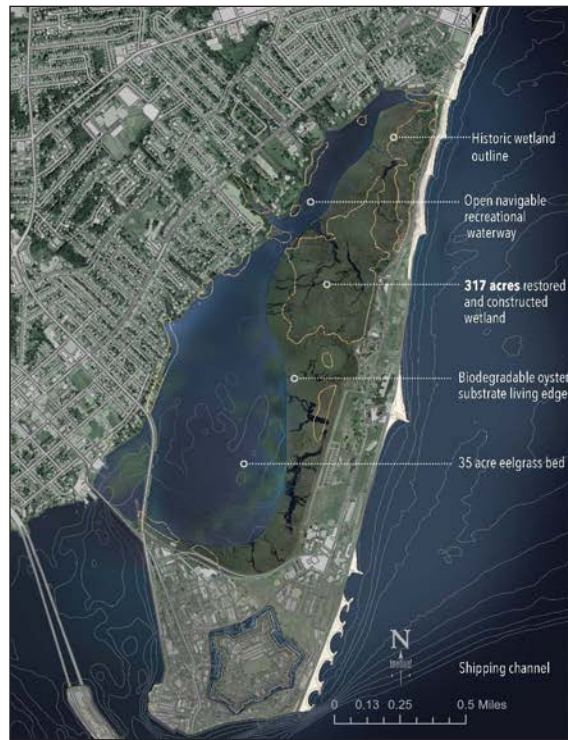 Historic wetland
outline
Open navigable
recreational
waterway
317 acres restored
and constructed
wetland
Biodegradable oyster
substrate living edge
35 acre eelgrass bed
N
Shipping channel
0 0.13 0.25 0.5 Miles